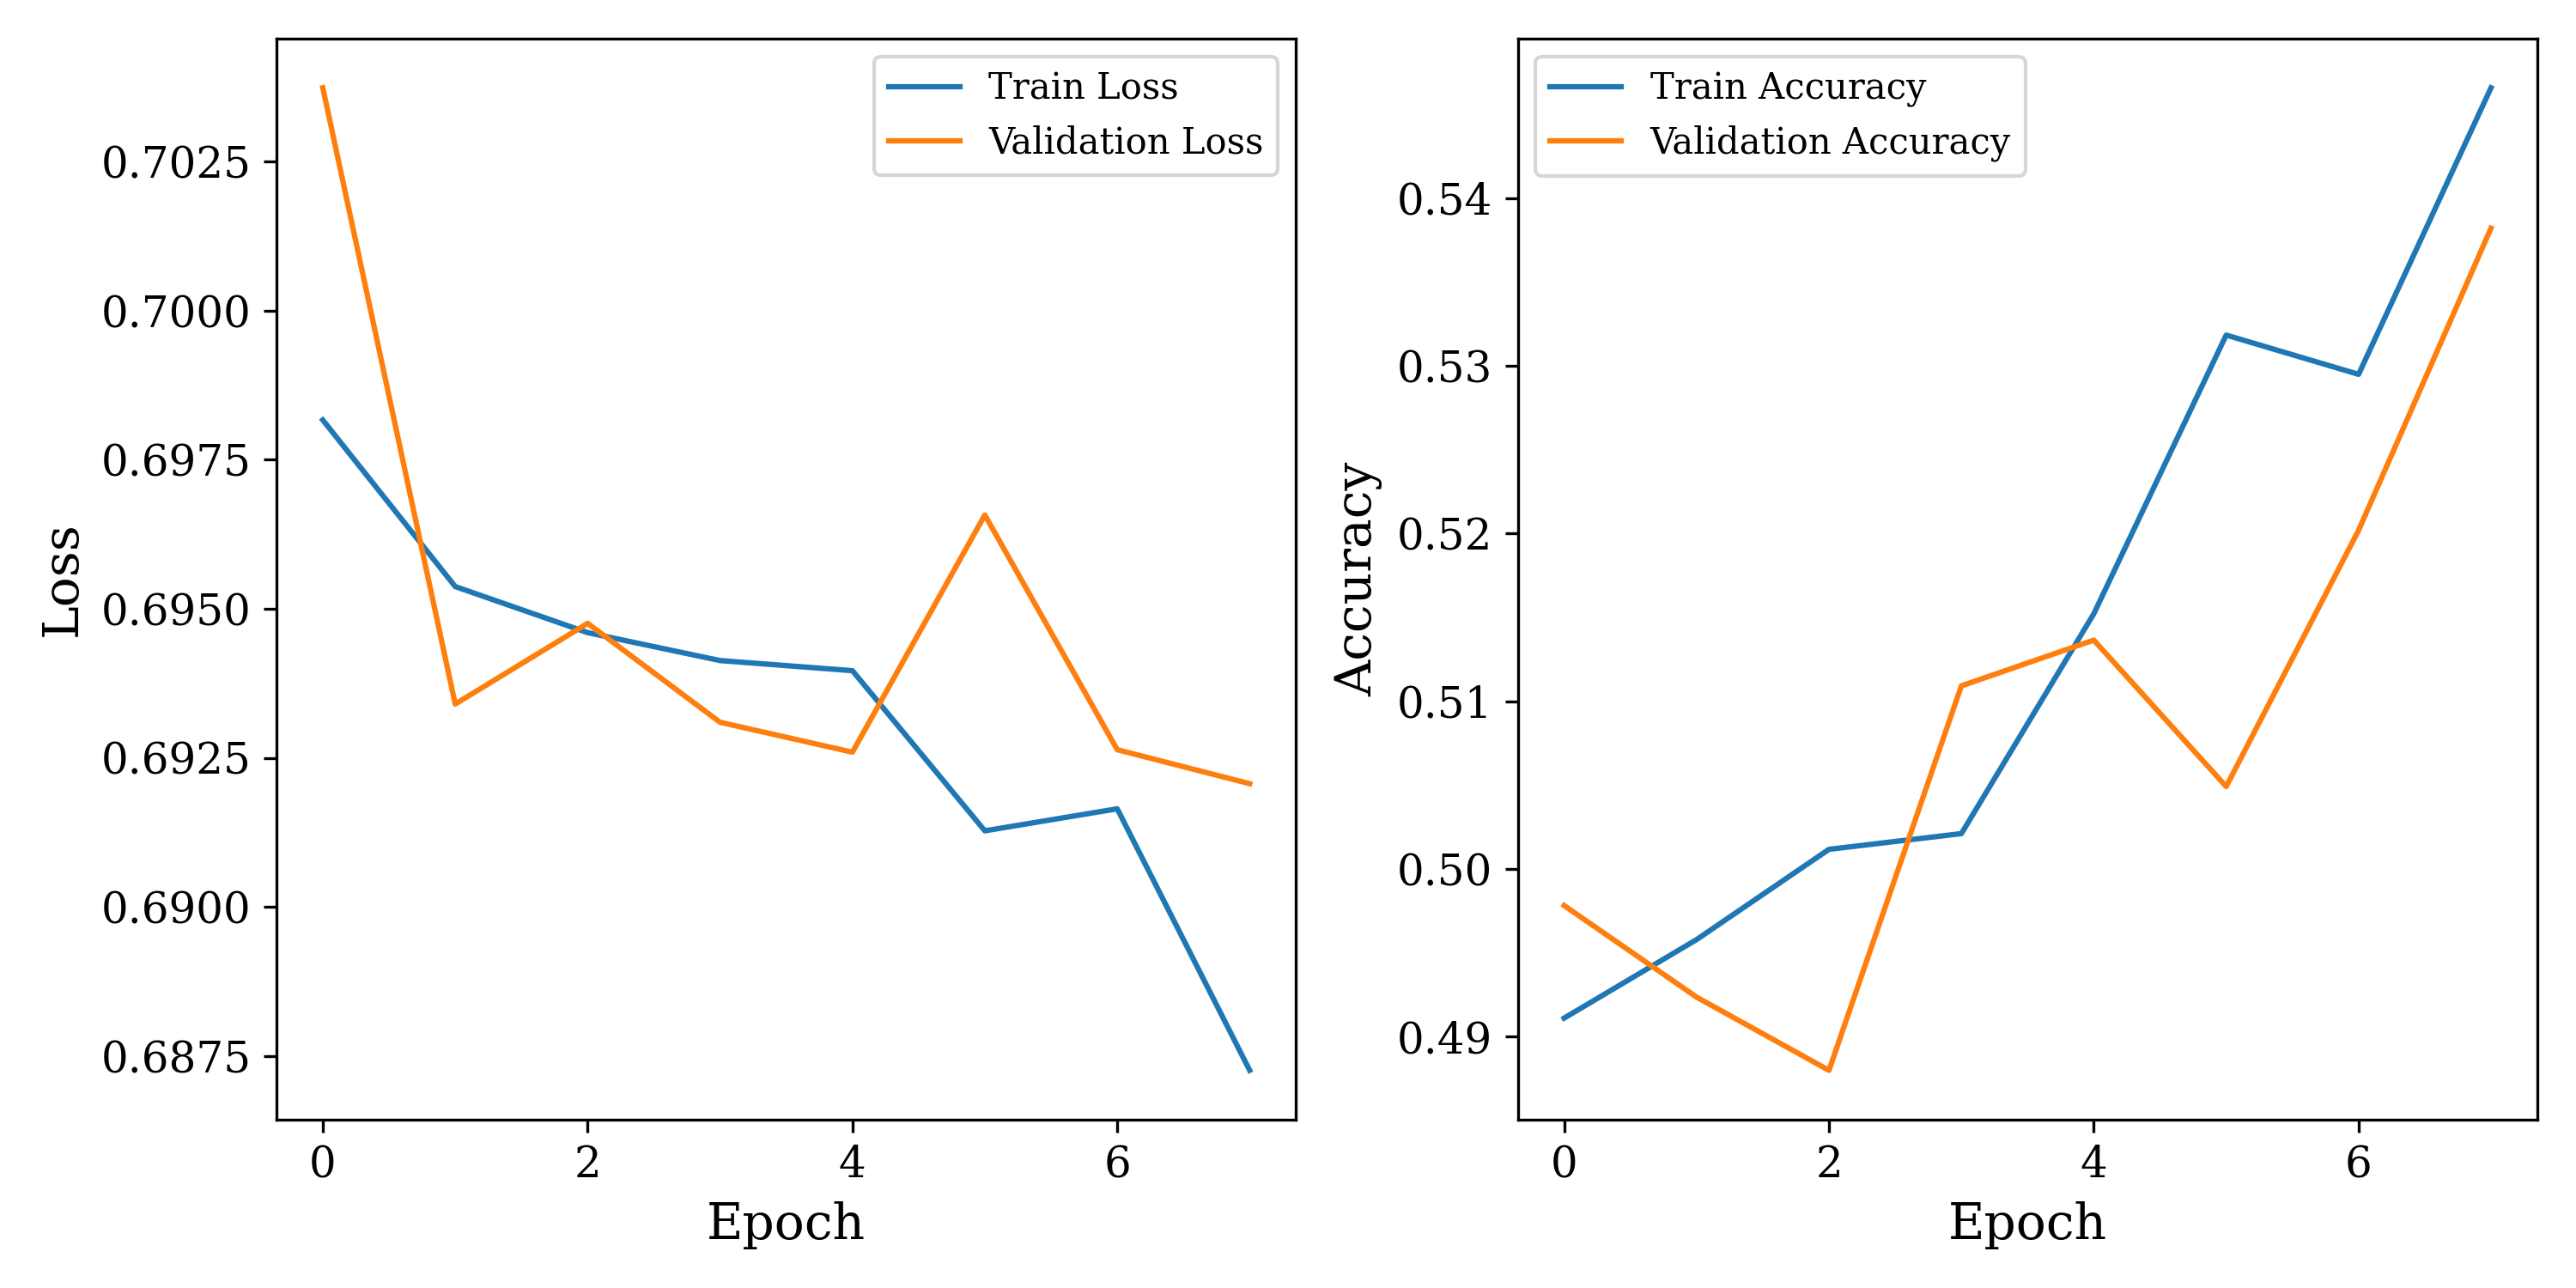 Train Loss
Validation Loss
0.7025
0.7000
0.6975
0.6950
0.6925
0.6900
0.6875
Loss
0 2 4 6
Epoch
Train Accuracy
Validation Accuracy
0.54
0.53
0.52
0.51
0.50
0.49
Accuracy
0 2 4 6
Epoch